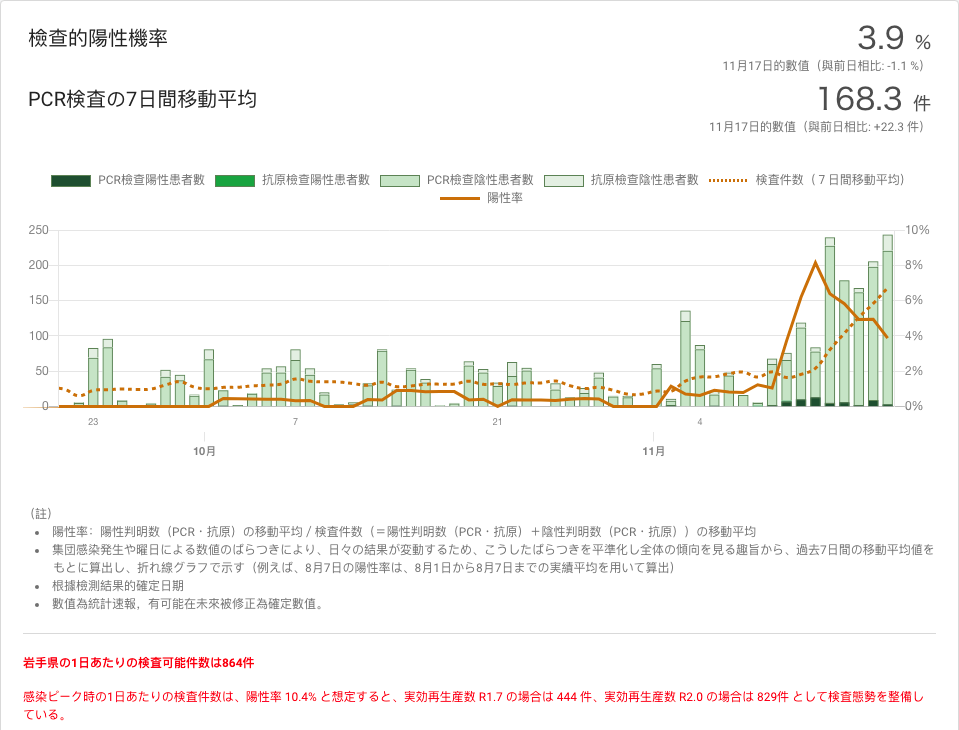 檢查的陽性機率
3.9 %
11月17日的數值（與前日相比: -1.1 %）
PCR検査の7日間移動平均
168.3 件
11月17日的數值（與前日相比: +22.3 件）
PCR檢查陽性患者數 抗原檢查陽性患者數 PCR檢查陰性患者數 抗原檢查陰性患者數 検査件数（７日間移動平均）
陽性率
250 10%
200 8%
150 6%
100 4%
50 2%
0 0%
23 7 21 4
10月 11月
（註）
陽性率：陽性判明数（PCR・抗原）の移動平均 / 検査件数（＝陽性判明数（PCR・抗原）＋陰性判明数（PCR・抗原））の移動平均
集団感染発生や曜日による数値のばらつきにより、日々の結果が変動するため、こうしたばらつきを平準化し全体の傾向を見る趣旨から、過去7日間の移動平均値を
もとに算出し、折れ線グラフで示す（例えば、8月7日の陽性率は、8月1日から8月7日までの実績平均を用いて算出）
根據檢測結果的確定日期
數值為統計速報，有可能在未來被修正為確定數值。
岩手県の1日あたりの検査可能件数は864件
感染ピーク時の1日あたりの検査件数は、陽性率 10.4% と想定すると、実効再生産数 R1.7 の場合は 444 件、実効再生産数 R2.0 の場合は 829件 として検査態勢を整備し
ている。